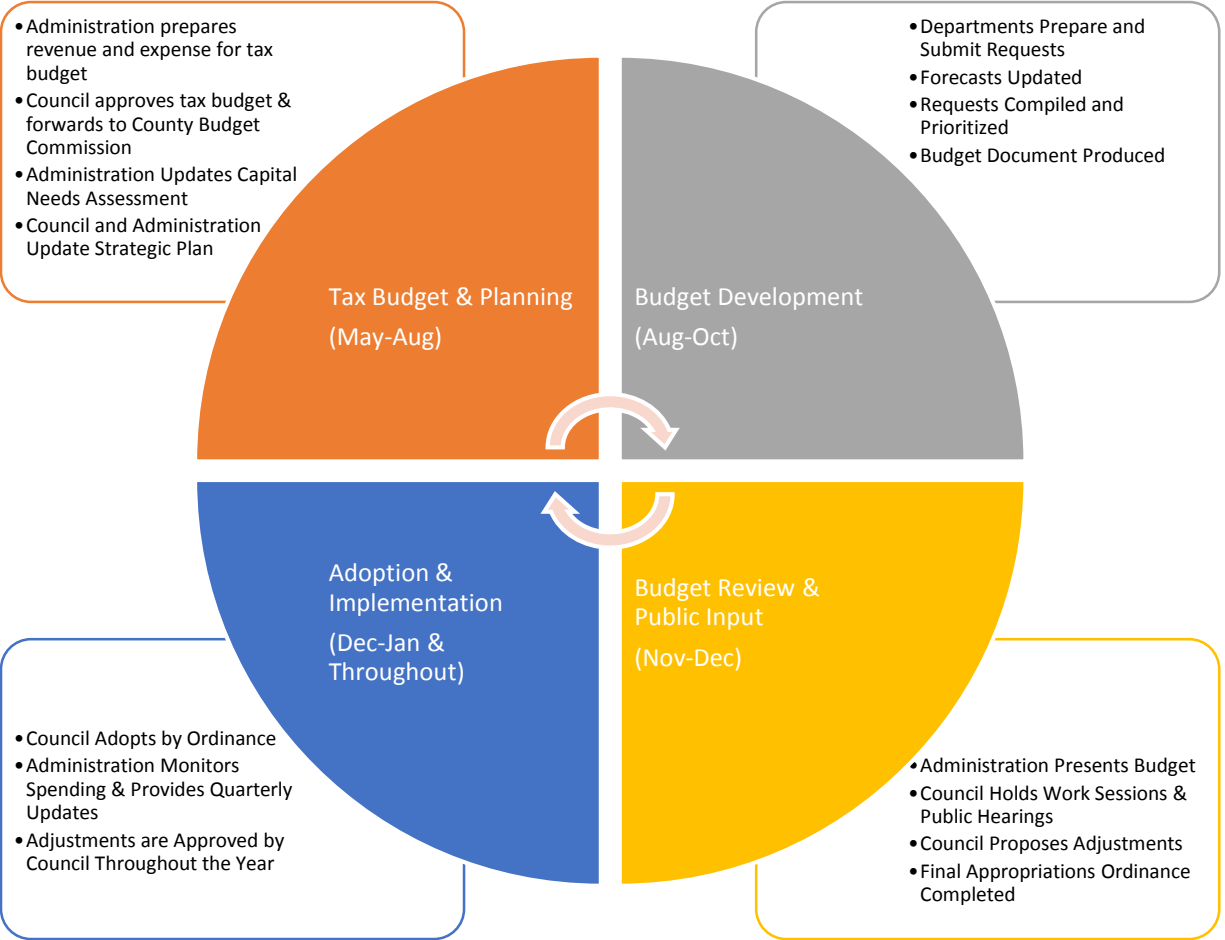 •Administration prepares
revenue and expense for tax
budget
•Council approves tax budget &
forwards to County Budget
Commission
•Administration Updates Capital
Needs Assessment
•Council and Administration
Update Strategic Plan
•Departments Prepare and
Submit Requests
•Forecasts Updated
•Requests Compiled and
Prioritized
•Budget Document Produced
Tax Budget & Planning
(May-Aug)
Budget Development
(Aug-Oct)
Adoption &
Implementation
(Dec-Jan &
Throughout)
Budget Review &
Public Input
(Nov-Dec)
•Council Adopts by Ordinance
•Administration Monitors
Spending & Provides Quarterly
Updates
•Adjustments are Approved by
Council Throughout the Year
•Administration Presents Budget
•Council Holds Work Sessions &
Public Hearings
•Council Proposes Adjustments
•Final Appropriations Ordinance
Completed